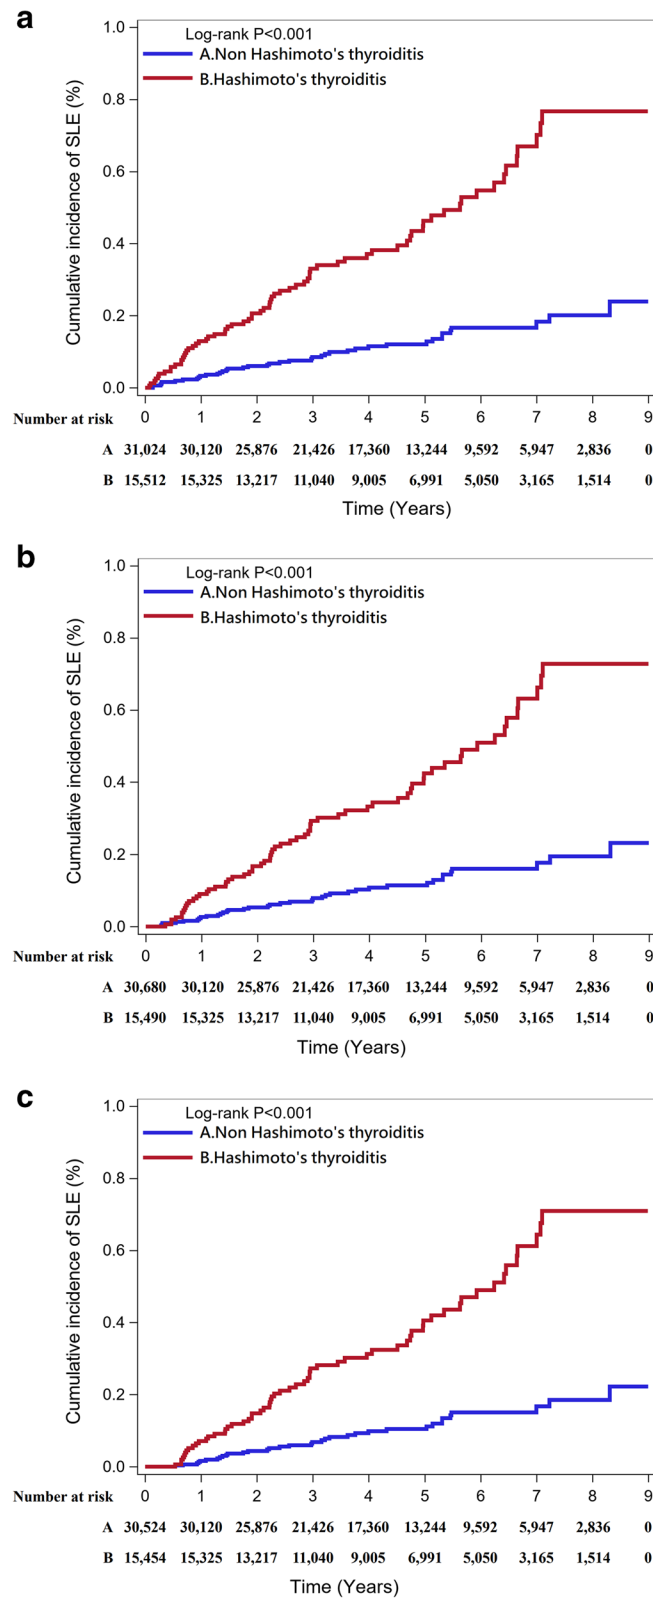 a
Log-rank P<0.001
A.Non Hashimoto's thyroiditis
B.Hashimoto's thyroiditis
Cumulative incidence of SLE (%)
1.0
0.8
0.6
0.4
0.2
0.0
0 1 2 3 4 5 6 7 8 9
Number at risk
A 31,024 30,120 25,876 21,426 17,360 13,244 9,592 5,947 2,836 0
B 15,512 15,325 13,217 11,040 9,005 6,991 5,050 3,165 1,514 0
Time (Years)
b
Log-rank P<0.001
A.Non Hashimoto's thyroiditis
B.Hashimoto's thyroiditis
Cumulative incidence of SLE (%)
1.0
0.8
0.6
0.4
0.2
0.0
0 1 2 3 4 5 6 7 8 9
Number at risk
A 30,680 30,120 25,876 21,426 17,360 13,244 9,592 5,947 2,836 0
B 15,490 15,325 13,217 11,040 9,005 6,991 5,050 3,165 1,514 0
Time (Years)
c
Log-rank P<0.001
A.Non Hashimoto's thyroiditis
B.Hashimoto's thyroiditis
Cumulative incidence of SLE (%)
1.0
0.8
0.6
0.4
0.2
0.0
0 1 2 3 4 5 6 7 8 9
Number at risk
A 30,524 30,120 25,876 21,426 17,360 13,244 9,592 5,947 2,836 0
B 15,454 15,325 13,217 11,040 9,005 6,991 5,050 3,165 1,514 0
Time (Years)